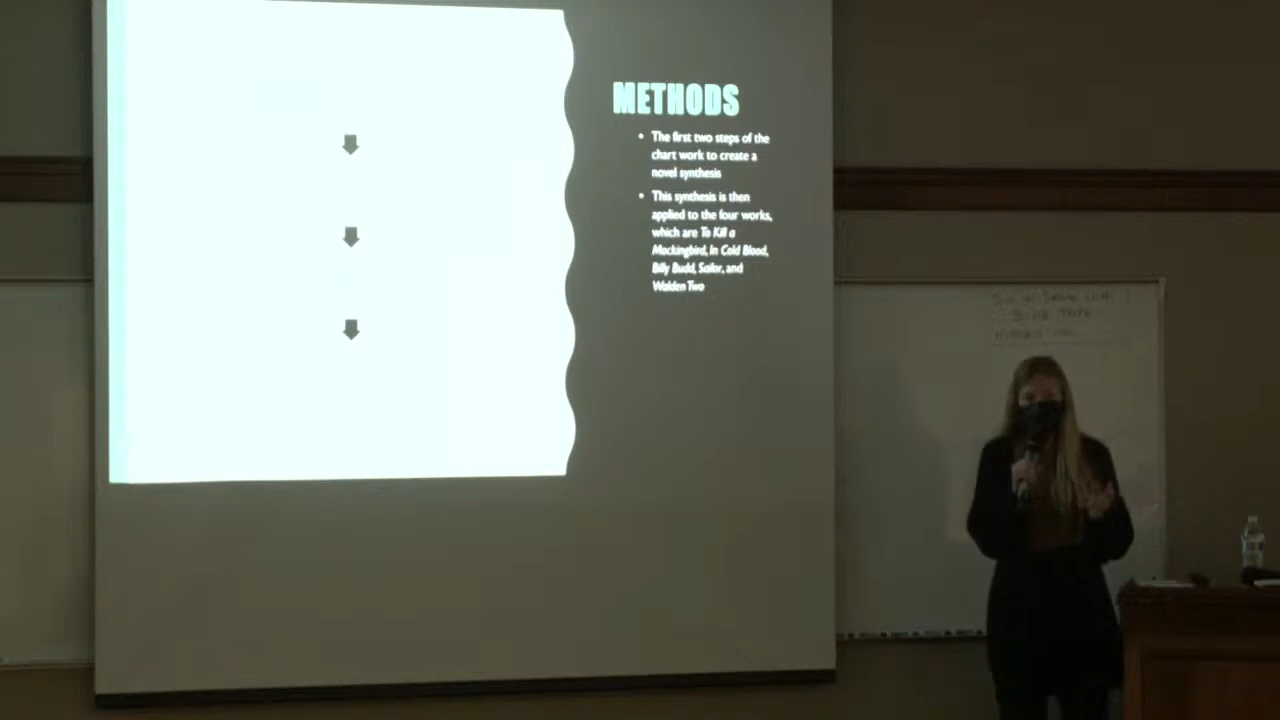 METHODS
• The first two steps of the
chart work to create a
novel synthesis
• This synthesis is then
applied to the four works,
which are To Kill a
Mockingbird, In Cold Blood,
Billy Budd, Sailor, and
Walden Two